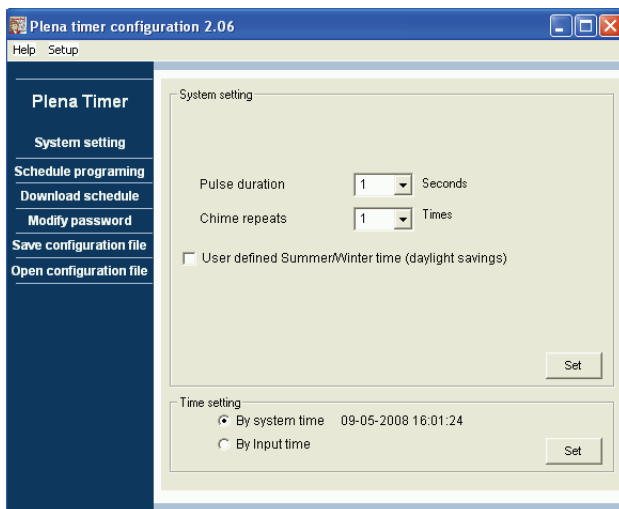 Plena timer configuration 2.06
Help Setup
Plena Timer
System setting
Schedule programing
Download schedule
Modify password
Save configuration file
Open configuration file
System setting
Pulse duration 1 Seconds
Chime repeats 1 Times
User defined Summer/Winter time (daylight savings)
Set
Time setting
By system time 09-05-2008 16:01:24
By Input time
Set